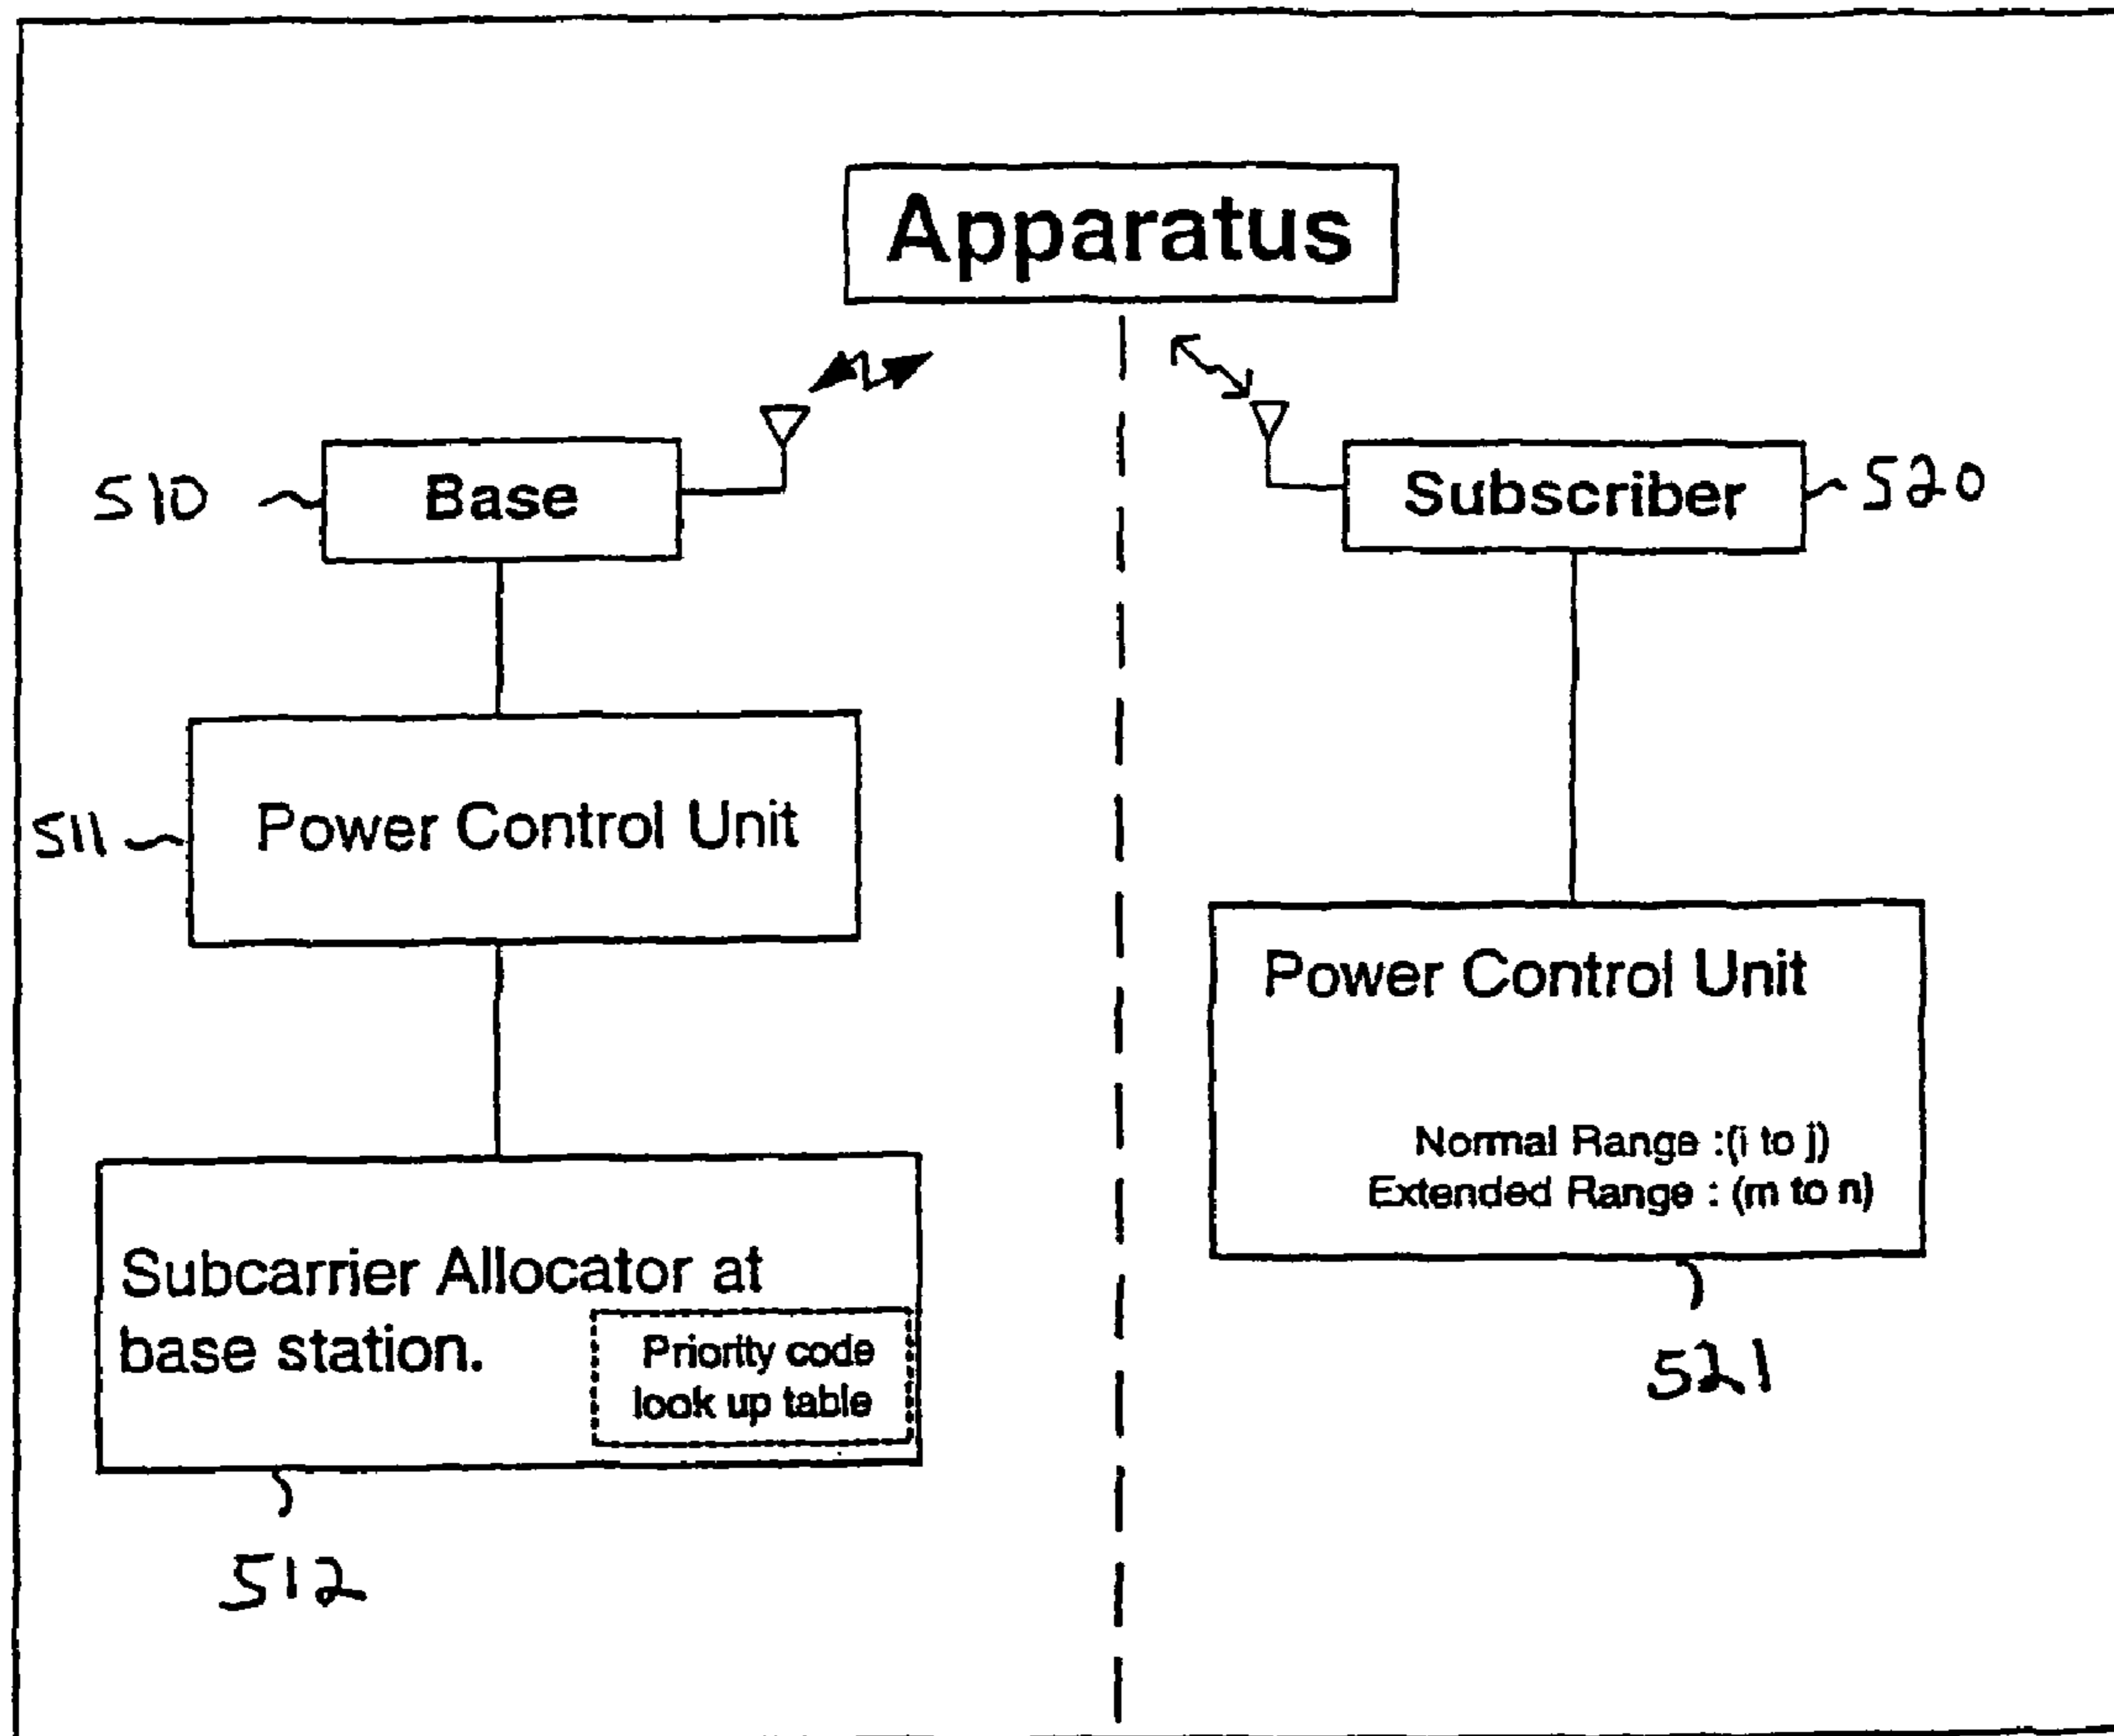 Apparatus
510
Base
Subscriber
520
511
Power Control Unit
Power Control Unit
Normal Range :(i to j)
Extended Range : (m to n)
Subcarrier Allocator at
base station.
Priority code
look up table
512
521